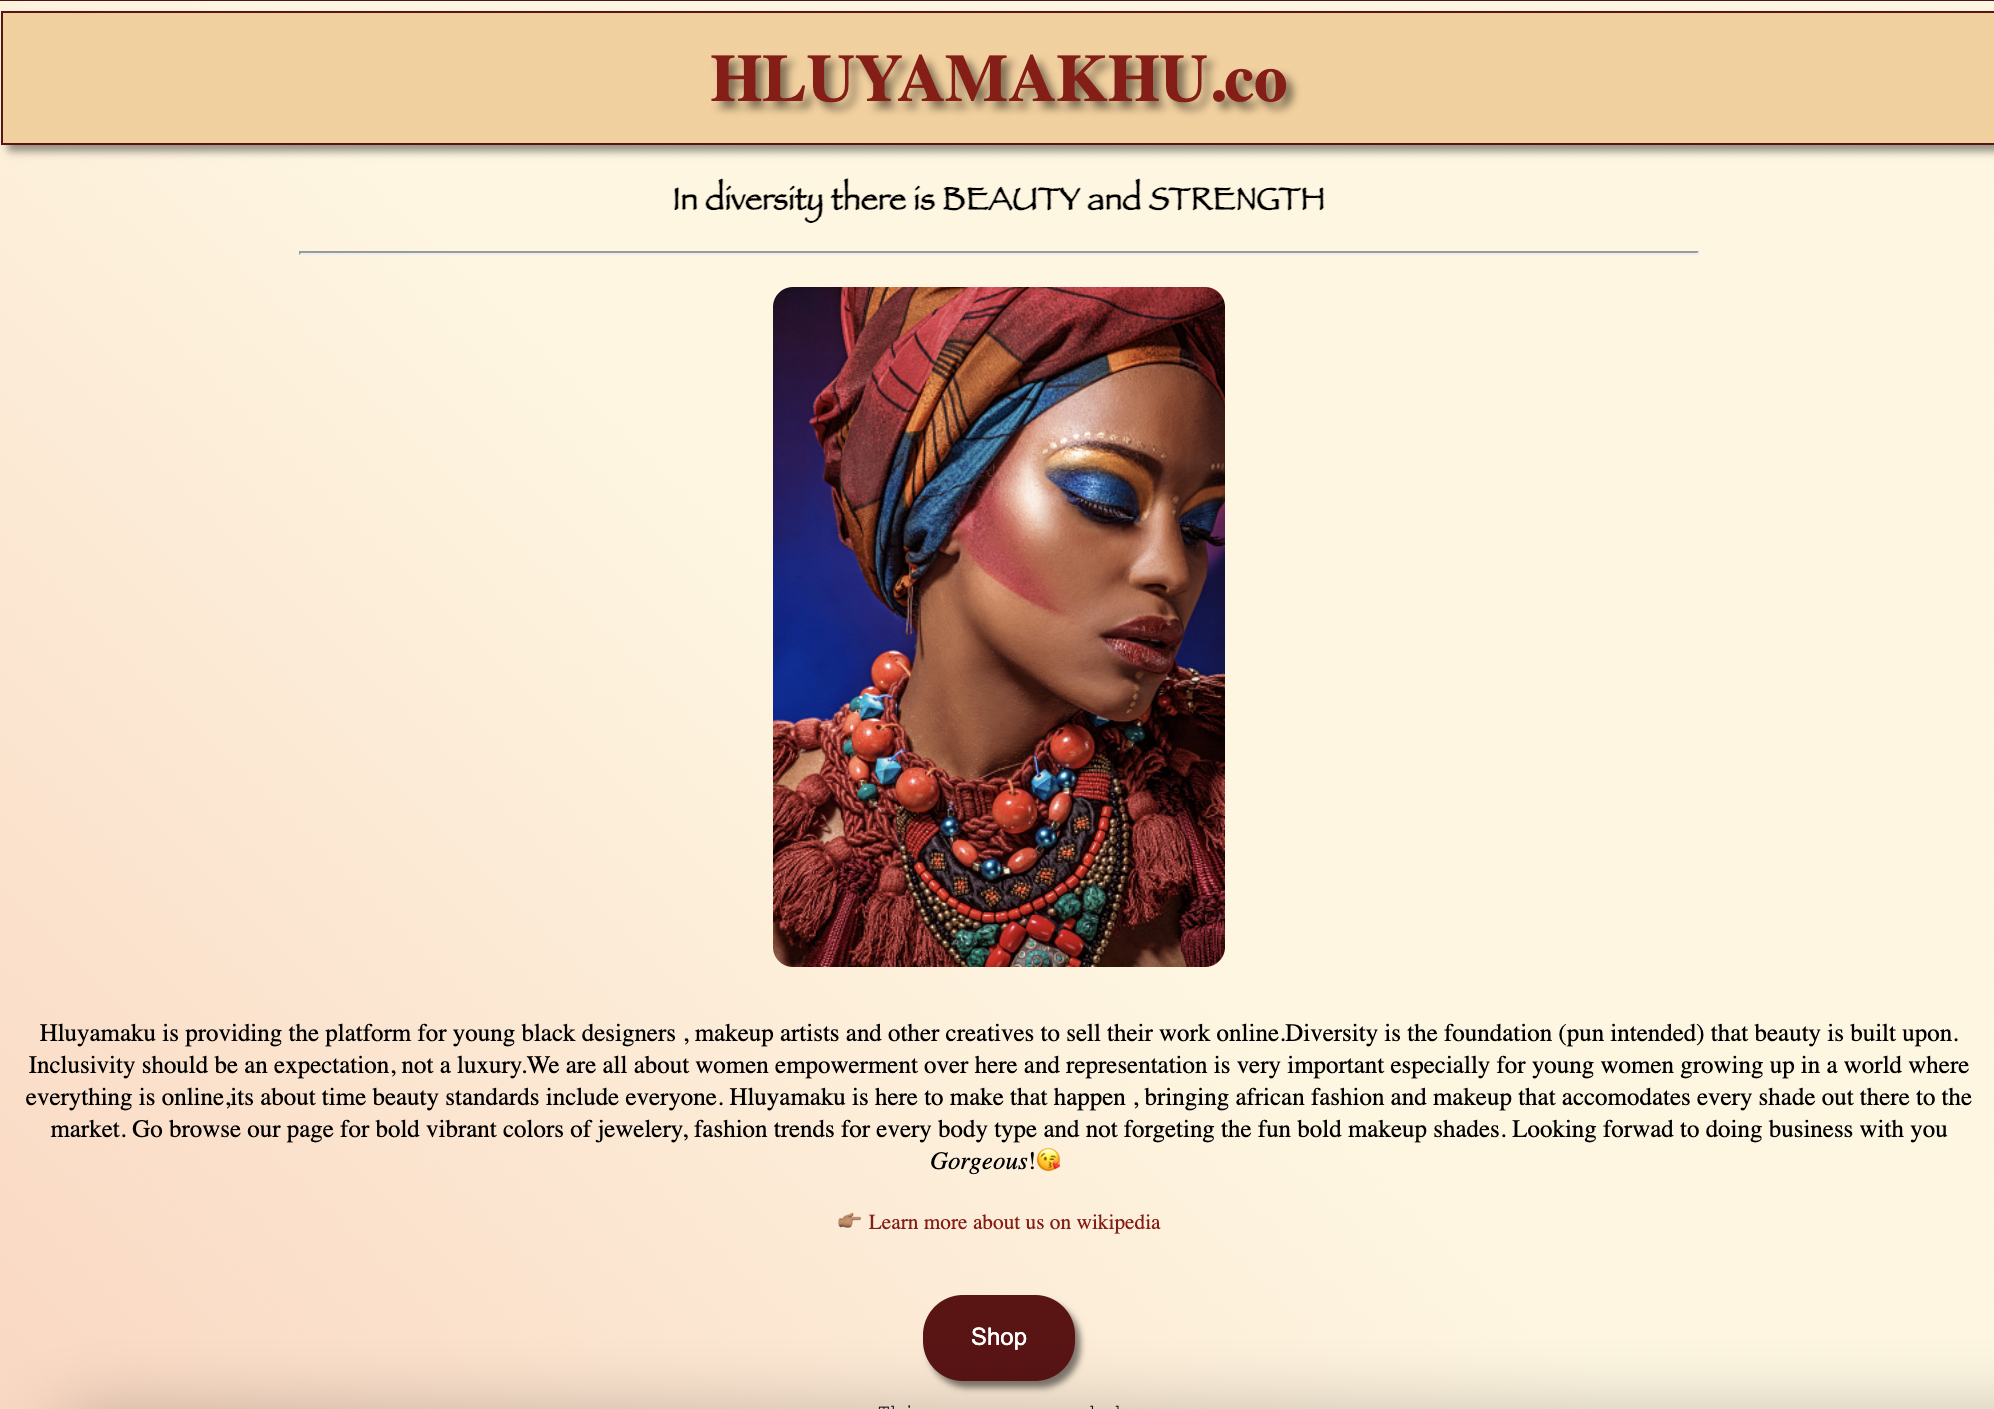 HLUYAMAKHU.co
In diversity there is BEAUTY and STRENGTH
Hluyamaku is providing the platform for young black designers , makeup artists and other creatives to sell their work online.Diversity is the foundation (pun intended) that beauty is built upon.
Inclusivity should be an expectation, not a luxury.We are all about women empowerment over here and representation is very important especially for young women growing up in a world where
everything is online,its about time beauty standards include everyone. Hluyamaku is here to make that happen , bringing african fashion and makeup that accomodates every shade out there to the
market. Go browse our page for bold vibrant colors of jewelery, fashion trends for every body type and not forgeting the fun bold makeup shades. Looking forwad to doing business with you
Gorgeous!😘
👉🏽 Learn more about us on wikipedia
Shop